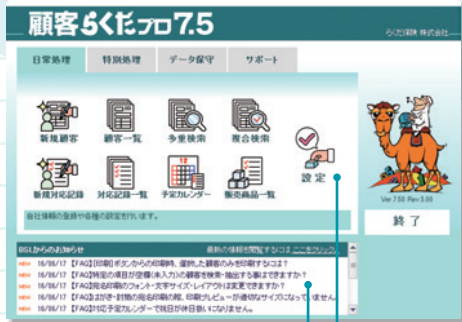 顧客らくだプロ7.5
らくだ保険 株式会社
日常処理 特別処理 データ保守 サポート
新規顧客 顧客一覧 多重検索 複合検索
設定
新規対応記録 対応記録一覧 予定カレンダー 販売商品一覧
Ver.7.50 Rev.5.00
自社情報の登録や各種の設定を行います。
終了
BSLからのお知らせ 最新の情報を閲覧するにはここをクリック
NEW 16/06/17 【FAQ】[印刷]ボタンからの印刷時、選択した顧客のみを印刷するには?
NEW 16/06/17 【FAQ】特定の項目が空欄(未入力)の顧客を検索・抽出する事はできますか?
NEW 16/06/17 【FAQ】宛名印刷のフォント・文字サイズ・レイアウトは変更できますか?
NEW 16/06/17 【FAQ】はがき・封筒の宛名印刷の際、印刷プレビューが適切なサイズになっていません。
NEW 16/06/17 【FAQ】対応予定カレンダーで祝日が休日扱いになりません。